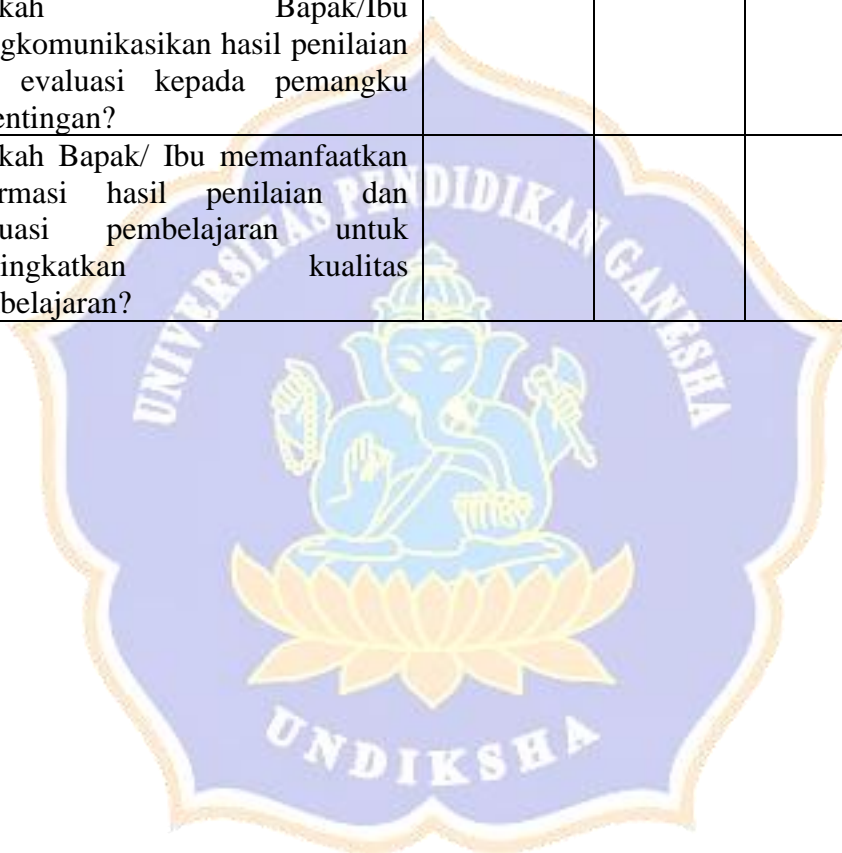 kah Bapak/Ibu
gkomunikasikan hasil penilaian
evaluasi kepada pemangku
entingan?
kah Bapak/ Ibu memanfaatkan
rmasi hasil penilaian dan
uasi pembelajaran untuk
ingkatkan kualitas
belajaran?
UNIVERSITAS PENDIDIKAN GANESHA
UNDIKSHA